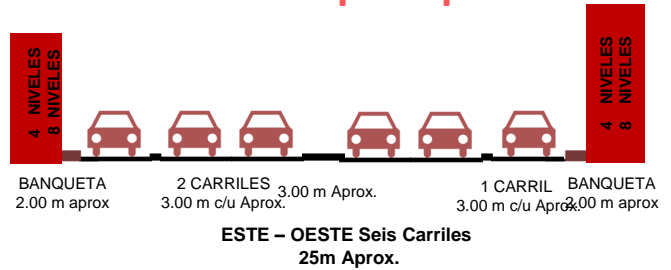 4 NIVELES
8 NIVELES
4 NIVELES
8 NIVELES
BANQUETA
2.00 m aprox
2 CARRILES
3.00 m c/u Aprox.
3.00 m Aprox.
1 CARRIL
3.00 m c/u Aprox.
BANQUETA
2.00 m aprox
ESTE – OESTE Seis Carriles
25m Aprox.